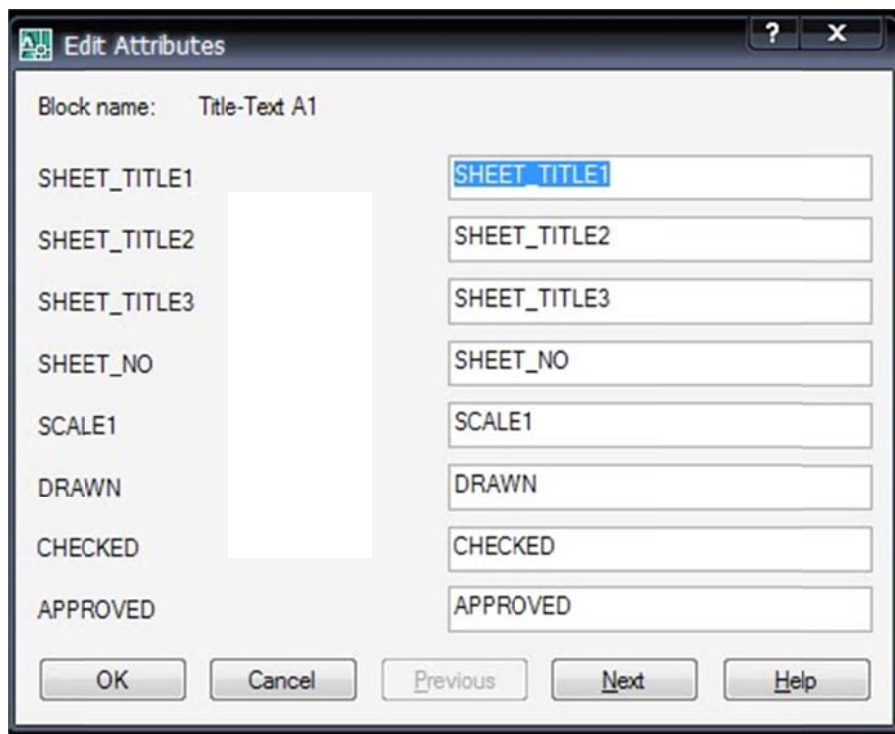 Edit Attributes
Block name: Title-Text A1
SHEET_TITLE1 SHEET_TITLE1
SHEET_TITLE2 SHEET_TITLE2
SHEET_TITLE3 SHEET_TITLE3
SHEET_NO SHEET_NO
SCALE1 SCALE1
DRAWN DRAWN
CHECKED CHECKED
APPROVED APPROVED
OK Cancel Previous Next Help